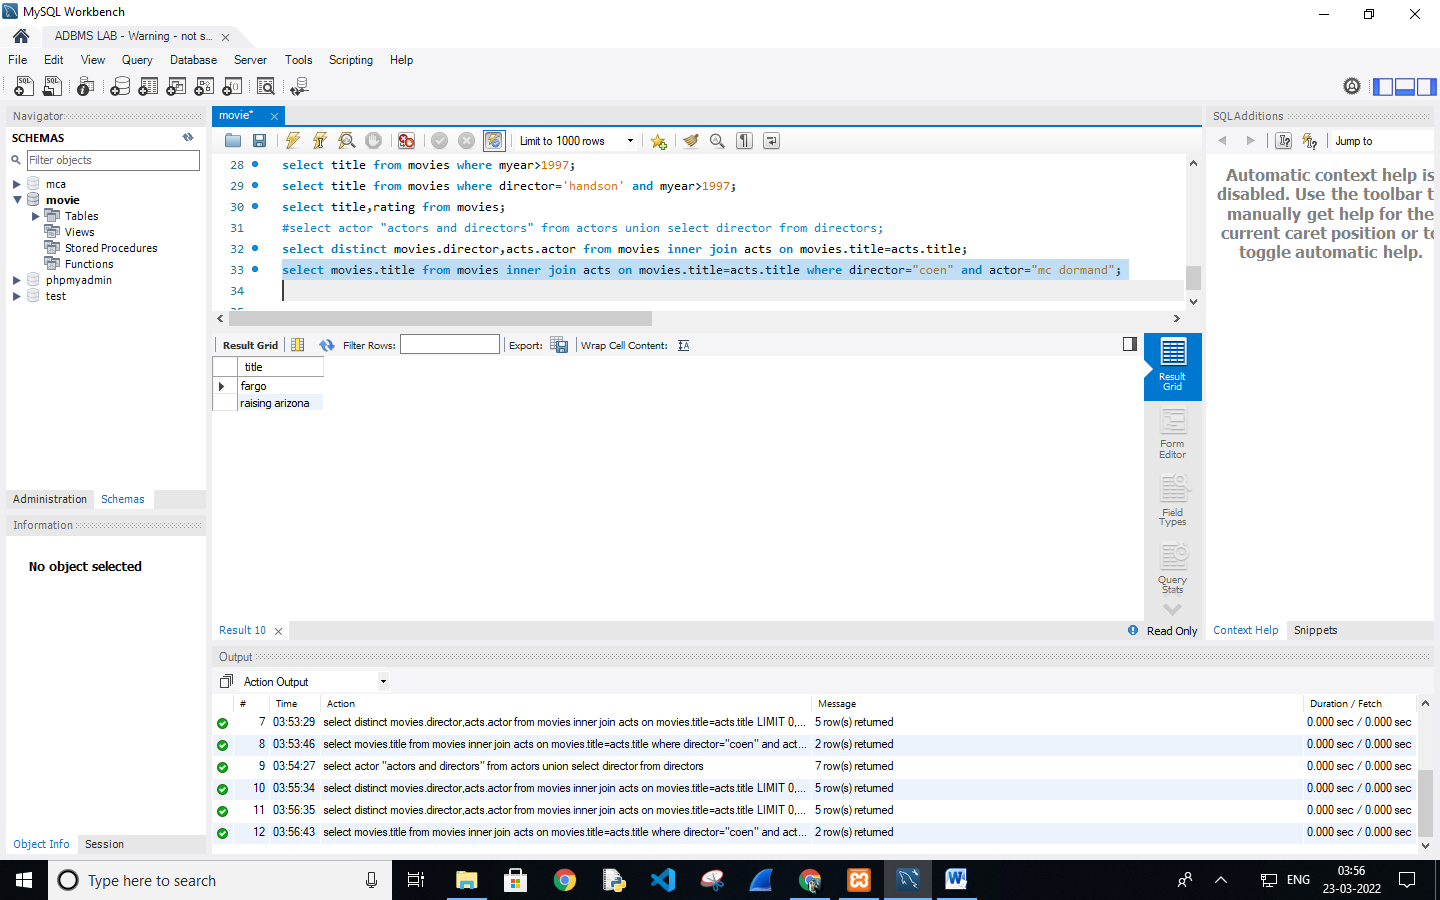 MySQL Workbench
ADBMS LAB - Warning - not s...
File Edit View Query Database Server Tools Scripting Help
Navigator
SCHEMAS
Filter objects
mca
movie
Tables
Views
Stored Procedures
Functions
phpmyadmin
test
Administration Schemas
Information
No object selected
Object Info Session
movie*
Limit to 1000 rows
28 select title from movies where myear>1997;
29 select title from movies where director='handson' and myear>1997;
30 select title,rating from movies;
31 #select actor "actors and directors" from actors union select director from directors;
32 select distinct movies.director,acts.actor from movies inner join acts on movies.title=acts.title;
33 select movies.title from movies inner join acts on movies.title=acts.title where director="coen" and actor="mc dormand";
34
Result Grid Filter Rows: Export: Wrap Cell Content:
title
fargo
raising arizona
Result Grid
Form Editor
Field Types
Query Stats
Result 10 Read Only
SQLAdditions
Jump to
Automatic context help is
disabled. Use the toolbar t
manually get help for the
current caret position or to
toggle automatic help.
Context Help Snippets
Output
Action Output
# Time Action Message Duration / Fetch
7 03:53:29 select distinct movies.director,acts.actor from movies inner join acts on movies.title=acts.title LIMIT 0,... 5 row(s) returned 0.000 sec / 0.000 sec
8 03:53:46 select movies.title from movies inner join acts on movies.title=acts.title where director="coen" and act... 2 row(s) returned 0.000 sec / 0.000 sec
9 03:54:27 select actor "actors and directors" from actors union select director from directors 7 row(s) returned 0.000 sec / 0.000 sec
10 03:55:34 select distinct movies.director,acts.actor from movies inner join acts on movies.title=acts.title LIMIT 0,... 5 row(s) returned 0.000 sec / 0.000 sec
11 03:56:35 select distinct movies.director,acts.actor from movies inner join acts on movies.title=acts.title LIMIT 0,... 5 row(s) returned 0.000 sec / 0.000 sec
12 03:56:43 select movies.title from movies inner join acts on movies.title=acts.title where director="coen" and act... 2 row(s) returned 0.000 sec / 0.000 sec
Type here to search
ENG
03:56
23-03-2022